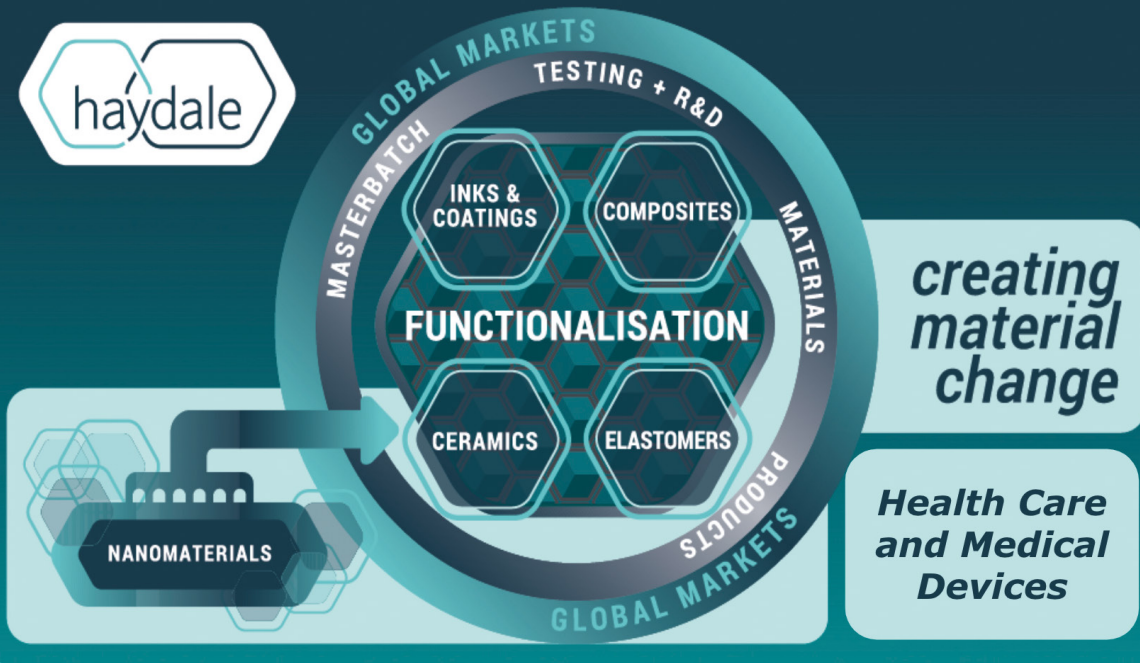 haydale
GLOBAL MARKETS
TESTING + R&D
MASTERBATCH
MATERIALS
PRODUCTS
GLOBAL MARKETS
INKS &
COATINGS
COMPOSITES
FUNCTIONALISATION
CERAMICS
ELASTOMERS
NANOMATERIALS
creating
material
change
Health Care
and Medical
Devices